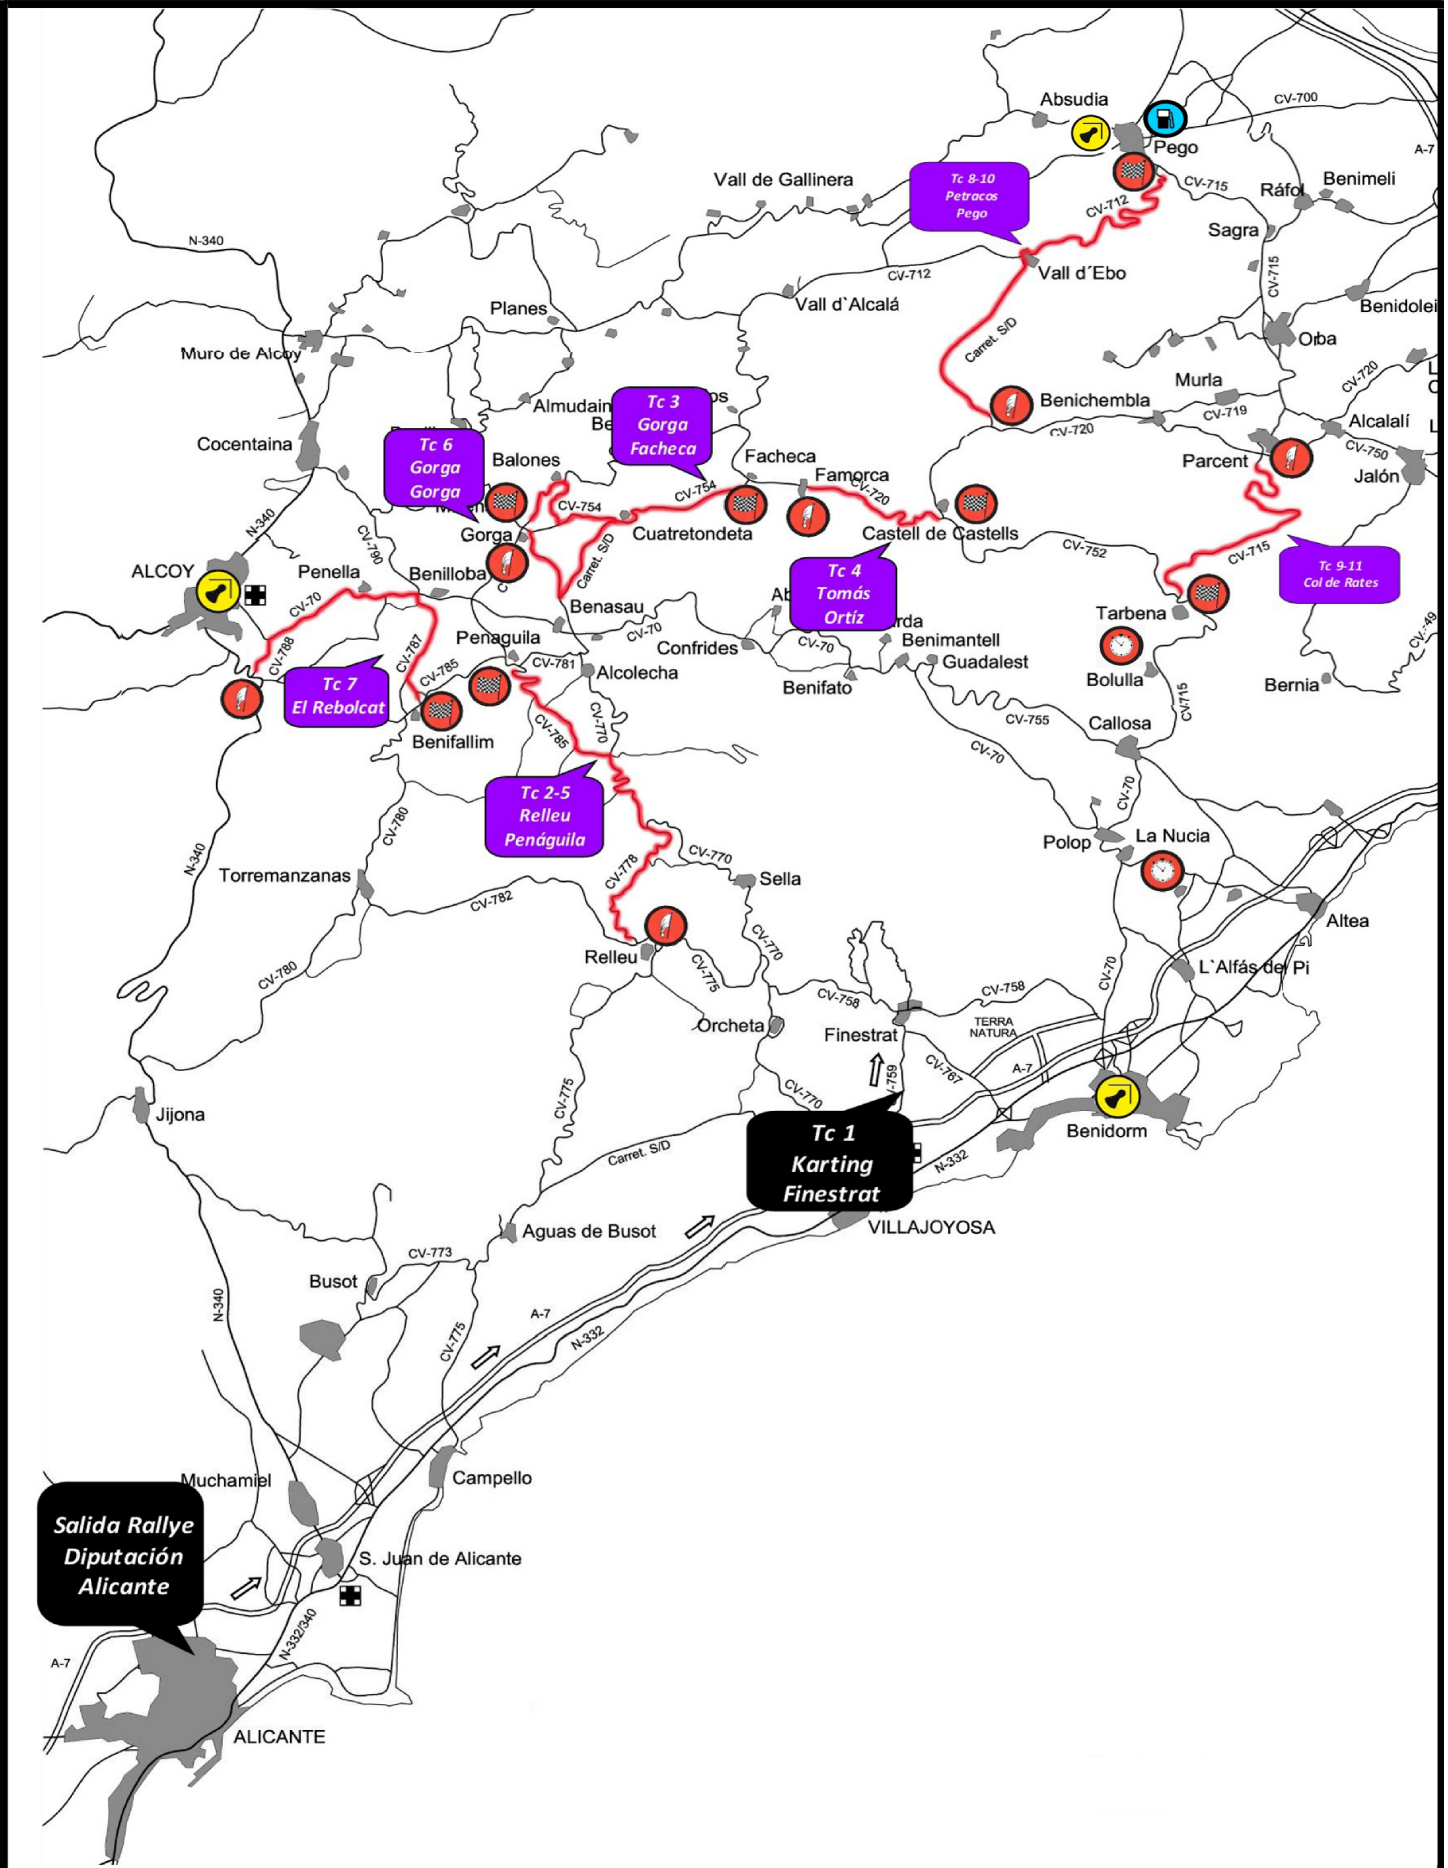 Absudia
CV-700
A-7
Pego
Tc 8-10
Petracos
Pego
Vall de Gallinera
CV-715
Ráfol
Benimeli
CV-712
Sagra
N-340
Vall d´Ebo
CV-712
CV-715
Planes
Vall d`Alcalá
Benidolei
Carret. S/D
Orba
Muro de Alcoy
Murla
CV-720
Tc 3
Gorga
Facheca
Almudain
Be
os
Benichembla
CV-719
CV-720
Alcalalí
Cocentaina
Tc 6
Gorga
Gorga
Balones
Facheca
Famorca
CV-750
Parcent
Jalón
CV-754
CV-754
CV-720
N-340
CV-790
Gorga
Cuatretondeta
Castell de Castells
CV-752
CV-715
Carret. S/D
ALCOY
Penella
Benilloba
Tc 4
Tomás
Ortíz
Tc 9-11
Col de Rates
CV-70
Benasau
Ab
rda
Tarbena
CV-788
CV-787
Penaguila
CV-70
Confrides
CV-70
Benimantell
Guadalest
CV-785
CV-781
Alcolecha
Benifato
Bolulla
Bernia
Tc 7
El Rebolcat
CV-715
CV-755
Callosa
Benifallim
CV-785
CV-770
CV-70
Tc 2-5
Relleu
Penáguila
CV-70
CV-780
Polop
La Nucia
N-340
CV-770
Torremanzanas
CV-778
Sella
CV-782
Altea
Relleu
CV-770
CV-780
CV-775
CV-70
L`Alfás del Pi
CV-758
CV-758
Orcheta
Finestrat
TERRA
NATURA
CV-767
A-7
-759
CV-775
CV-770
Jijona
Tc 1
Karting
Finestrat
Benidorm
Carret. S/D
N-332
VILLAJOYOSA
Aguas de Busot
CV-773
Busot
N-340
A-7
CV-775
N-332
Muchamiel
Campello
Salida Rallye
Diputación
Alicante
S. Juan de Alicante
N-332/340
A-7
ALICANTE